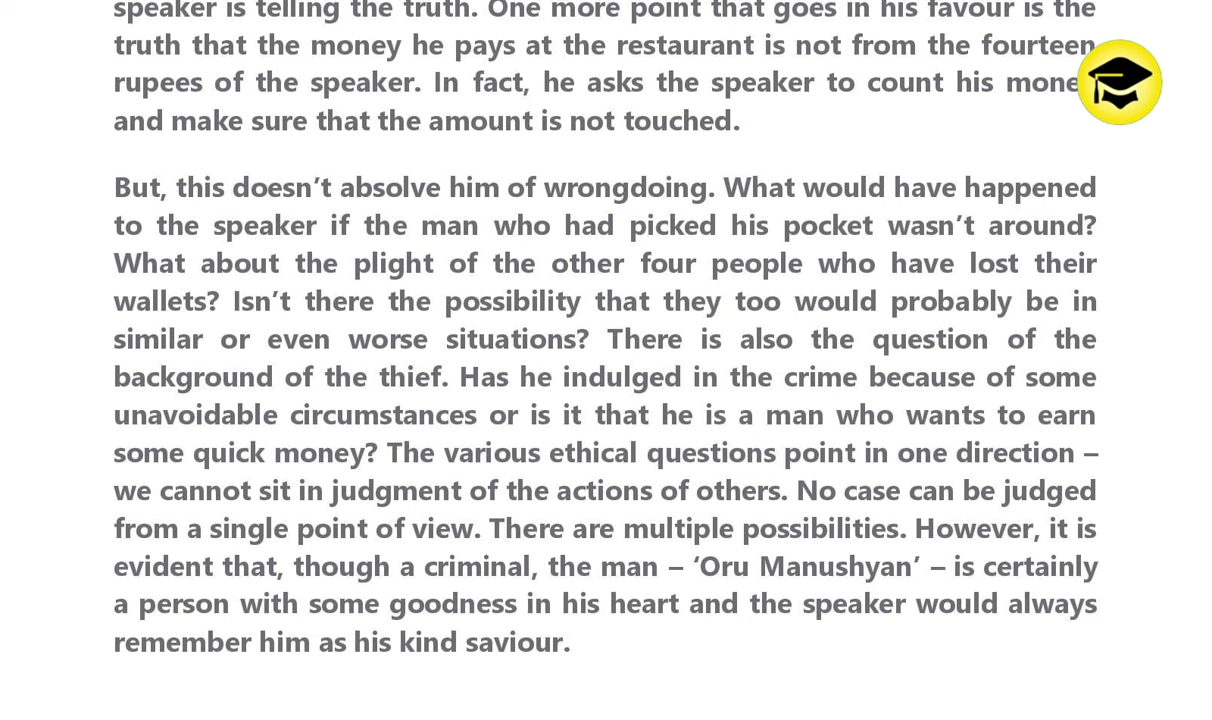 speaker is telling the truth. One more point that goes in his favour is the
truth that the money he pays at the restaurant is not from the fourteen
rupees of the speaker. In fact, he asks the speaker to count his mone
and make sure that the amount is not touched.
But, this doesn’t absolve him of wrongdoing. What would have happened
to the speaker if the man who had picked his pocket wasn’t around?
What about the plight of the other four people who have lost their
wallets? Isn’t there the possibility that they too would probably be in
similar or even worse situations? There is also the question of the
background of the thief. Has he indulged in the crime because of some
unavoidable circumstances or is it that he is a man who wants to earn
some quick money? The various ethical questions point in one direction –
we cannot sit in judgment of the actions of others. No case can be judged
from a single point of view. There are multiple possibilities. However, it is
evident that, though a criminal, the man – ‘Oru Manushyan’ – is certainly
a person with some goodness in his heart and the speaker would always
remember him as his kind saviour.